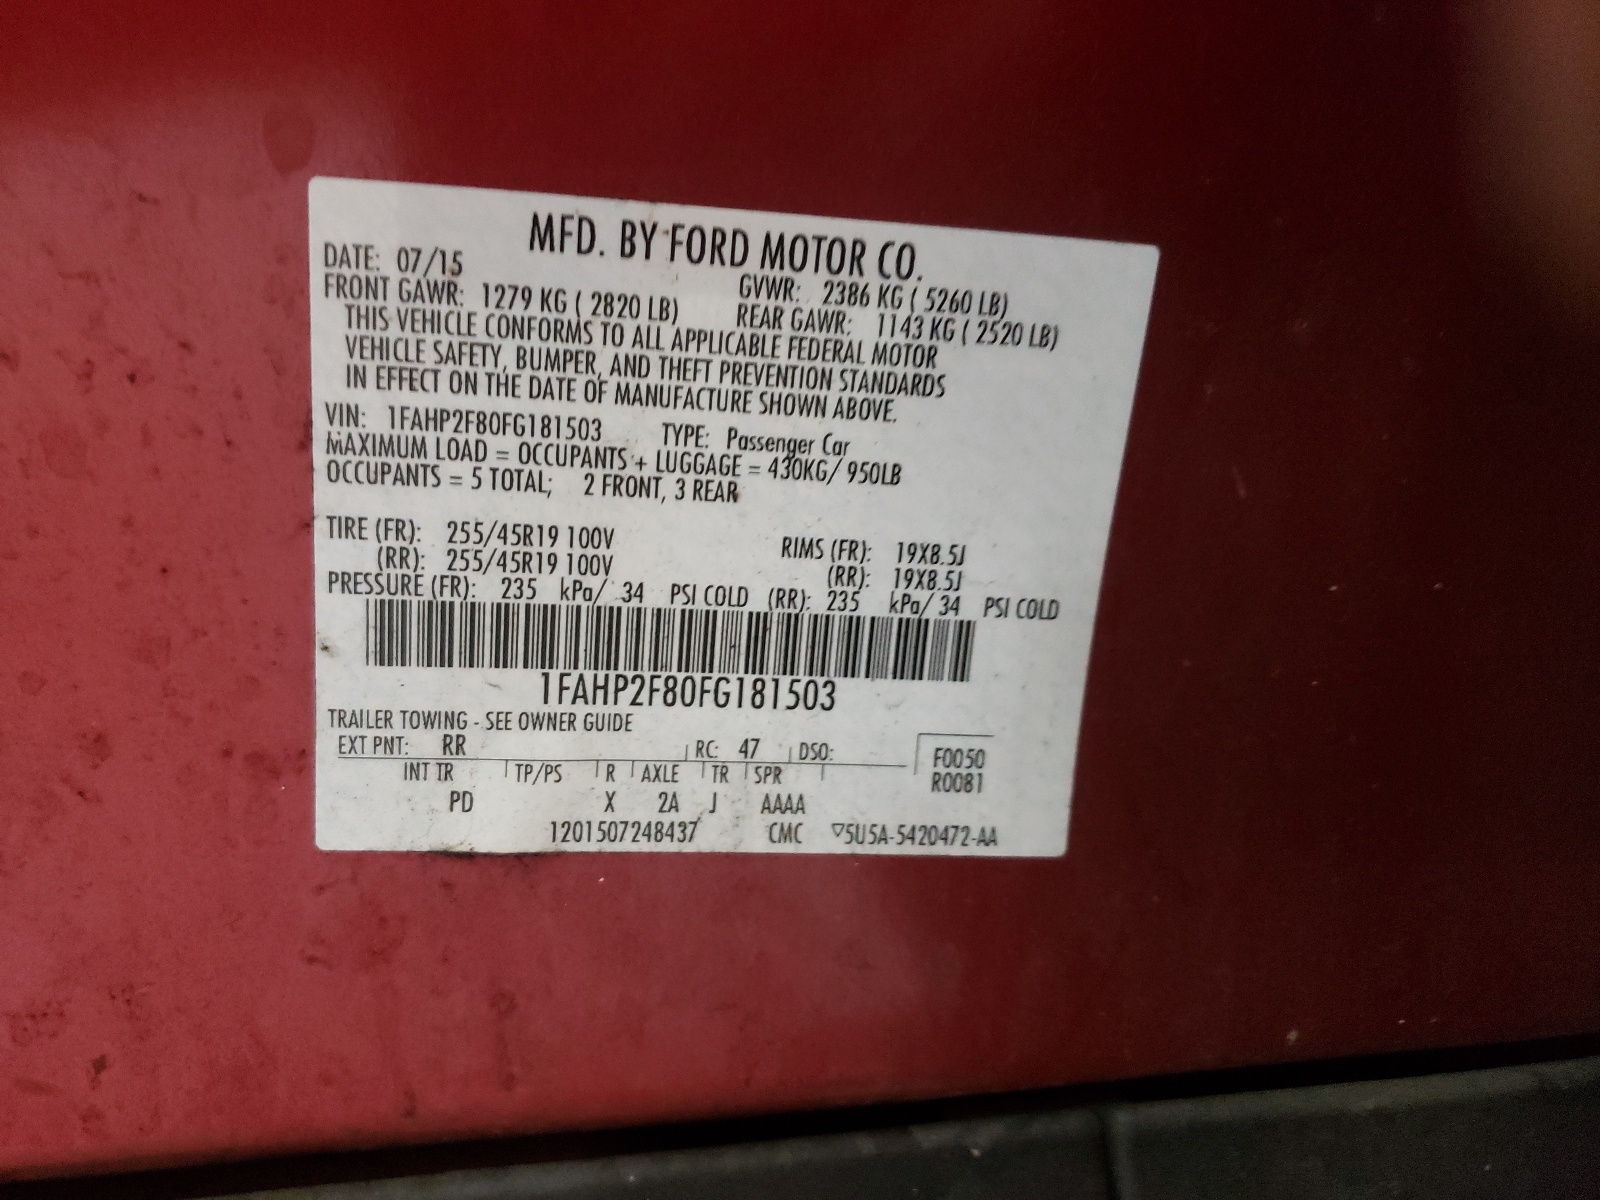 MFD. BY FORD MOTOR CO.
DATE: 07/15 GVWR: 2386 KG ( 5260 LB)
FRONT GAWR: 1279 KG ( 2820 LB) REAR GAWR: 1143 KG ( 2520 LB)
THIS VEHICLE CONFORMS TO ALL APPLICABLE FEDERAL MOTOR
VEHICLE SAFETY, BUMPER, AND THEFT PREVENTION STANDARDS
IN EFFECT ON THE DATE OF MANUFACTURE SHOWN ABOVE.
VIN: 1FAHP2F80FG181503 TYPE: Passenger Car
MAXIMUM LOAD = OCCUPANTS + LUGGAGE = 430KG/ 950LB
OCCUPANTS = 5 TOTAL; 2 FRONT, 3 REAR
TIRE (FR): 255/45R19 100V RIMS (FR): 19X8.5J
(RR): 255/45R19 100V (RR): 19X8.5J
PRESSURE (FR): 235 kPa/ 34 PSI COLD (RR): 235 kPa/ 34 PSI COLD
1FAHP2F80FG181503
TRAILER TOWING - SEE OWNER GUIDE
EXT PNT: RR RC: 47 DSO: F0050
INT TR TP/PS R AXLE TR SPR R0081
PD X 2A J AAAA
1201507248437 CMC ▽5U5A-5420472-AA